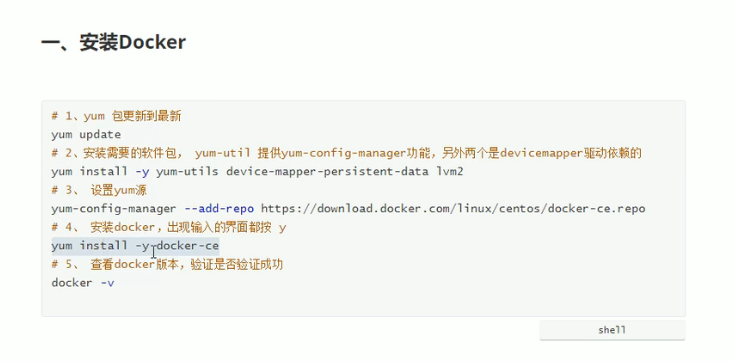 一、安装Docker
# 1、yum 包更新到最新
yum update
# 2、安装需要的软件包， yum-util 提供yum-config-manager功能，另外两个是devicemapper驱动依赖的
yum install -y yum-utils device-mapper-persistent-data lvm2
# 3、 设置yum源
yum-config-manager --add-repo https://download.docker.com/linux/centos/docker-ce.repo
# 4、 安装docker，出现输入的界面都按 y
yum install -y docker-ce
# 5、 查看docker版本，验证是否验证成功
docker -v
shell